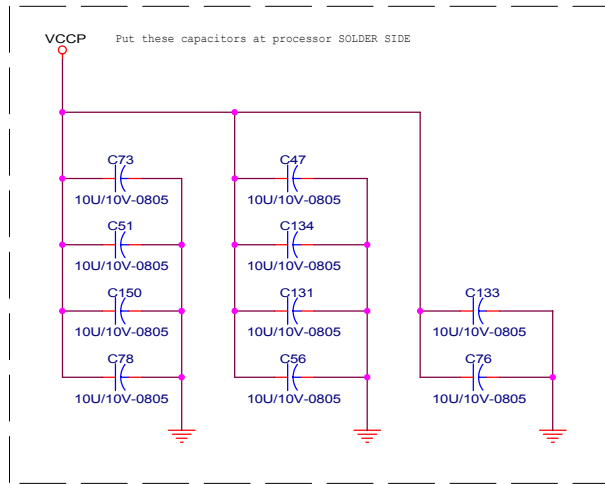 VCCP
Put these capacitors at processor SOLDER SIDE
C73
10U/10V-0805
C51
10U/10V-0805
C150
10U/10V-0805
C78
10U/10V-0805
C47
10U/10V-0805
C134
10U/10V-0805
C131
10U/10V-0805
C56
10U/10V-0805
C133
10U/10V-0805
C76
10U/10V-0805